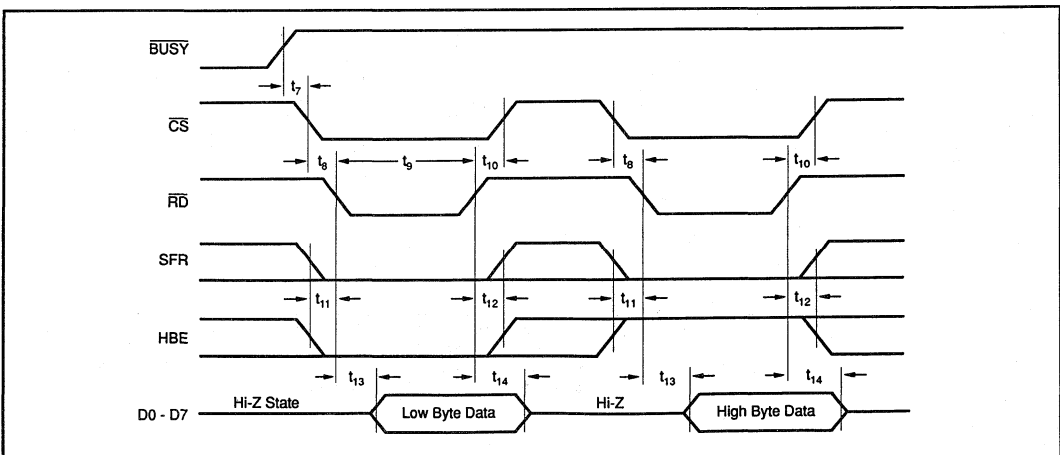 BUSY
t7
CS
t8 t9 t10 t8 t10
RD
SFR
t11 t12 t11 t12
HBE
t13 t14 t13 t14
D0 - D7 Hi-Z State Low Byte Data Hi-Z High Byte Data